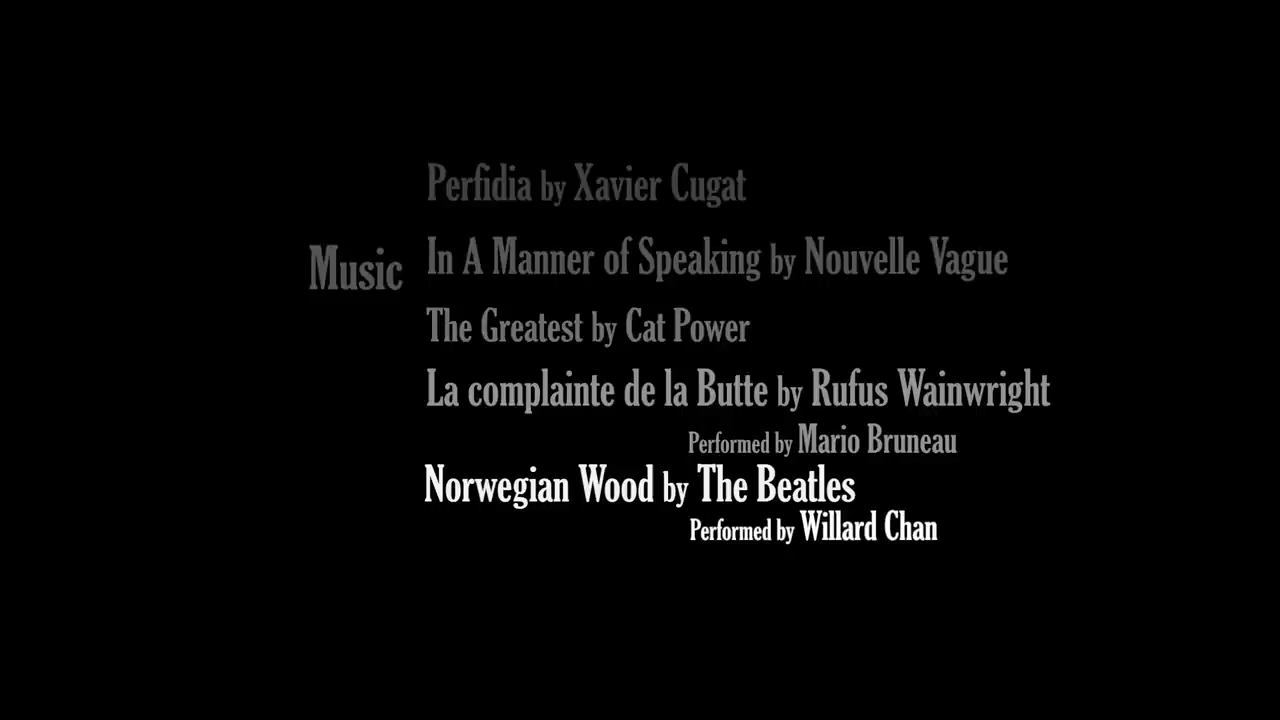 Perfidia by Xavier Cugat
Music
In A Manner of Speaking by Nouvelle Vague
The Greatest by Cat Power
La complainte de la Butte by Rufus Wainwright
Performed by Mario Bruneau
Norwegian Wood by The Beatles
Performed by Willard Chan